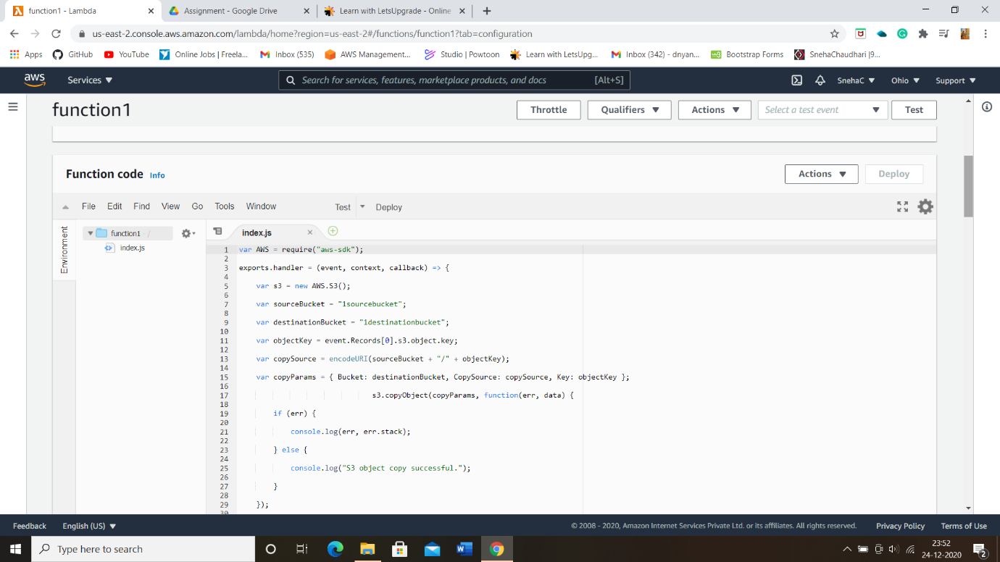 function1 - Lambda
Assignment - Google Drive
Learn with LetsUpgrade - Online
us-east-2.console.aws.amazon.com/lambda/home?region=us-east-2#/functions/function1?tab=configuration
Apps GitHub YouTube Online Jobs | Freela... Inbox (535) AWS Management... Studio | Powtoon Learn with LetsUpg... Inbox (342) - dnyan... Bootstrap Forms SnehaChaudhari |9...
aws Services Search for services, features, marketplace products, and docs [Alt+S] SnehaC Ohio Support
function1 Throttle Qualifiers Actions Select a test event Test
Function code Info Actions Deploy
File Edit Find View Go Tools Window Test Deploy
Environment
function1 /
index.js
index.js
1 var AWS = require("aws-sdk");
2
3 exports.handler = (event, context, callback) => {
4
5 var s3 = new AWS.S3();
6
7 var sourceBucket = "1sourcebucket";
8
9 var destinationBucket = "1destinationbucket";
10
11 var objectKey = event.Records[0].s3.object.key;
12
13 var copySource = encodeURI(sourceBucket + "/" + objectKey);
14
15 var copyParams = { Bucket: destinationBucket, CopySource: copySource, Key: objectKey };
16
17 s3.copyObject(copyParams, function(err, data) {
18
19 if (err) {
20
21 console.log(err, err.stack);
22
23 } else {
24
25 console.log("S3 object copy successful.");
26
27 }
28
29 });
30
Feedback English (US) © 2008 - 2020, Amazon Internet Services Private Ltd. or its affiliates. All rights reserved. Privacy Policy Terms of Use
Type here to search
23:52
24-12-2020
2